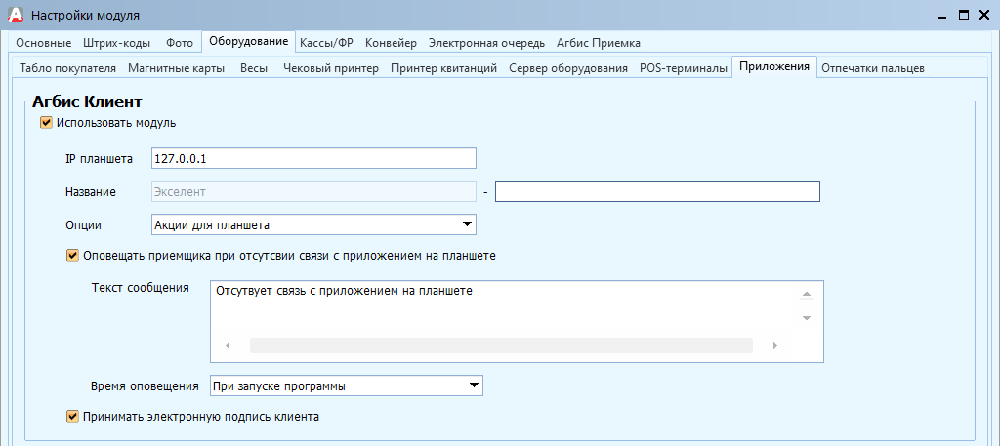 Настройки модуля
Основные Штрих-коды Фото Оборудование Кассы/ФР Конвейер Электронная очередь Агбис Приемка
Табло покупателя Магнитные карты Весы Чековый принтер Принтер квитанций Сервер оборудования POS-терминалы Приложения Отпечатки пальцев
Агбис Клиент
Использовать модуль
IP планшета 127.0.0.1
Название Экселент -
Опции Акции для планшета
Оповещать приемщика при отсутсвии связи с приложением на планшете
Текст сообщения Отсутвует связь с приложением на планшете
Время оповещения При запуске программы
Принимать электронную подпись клиента